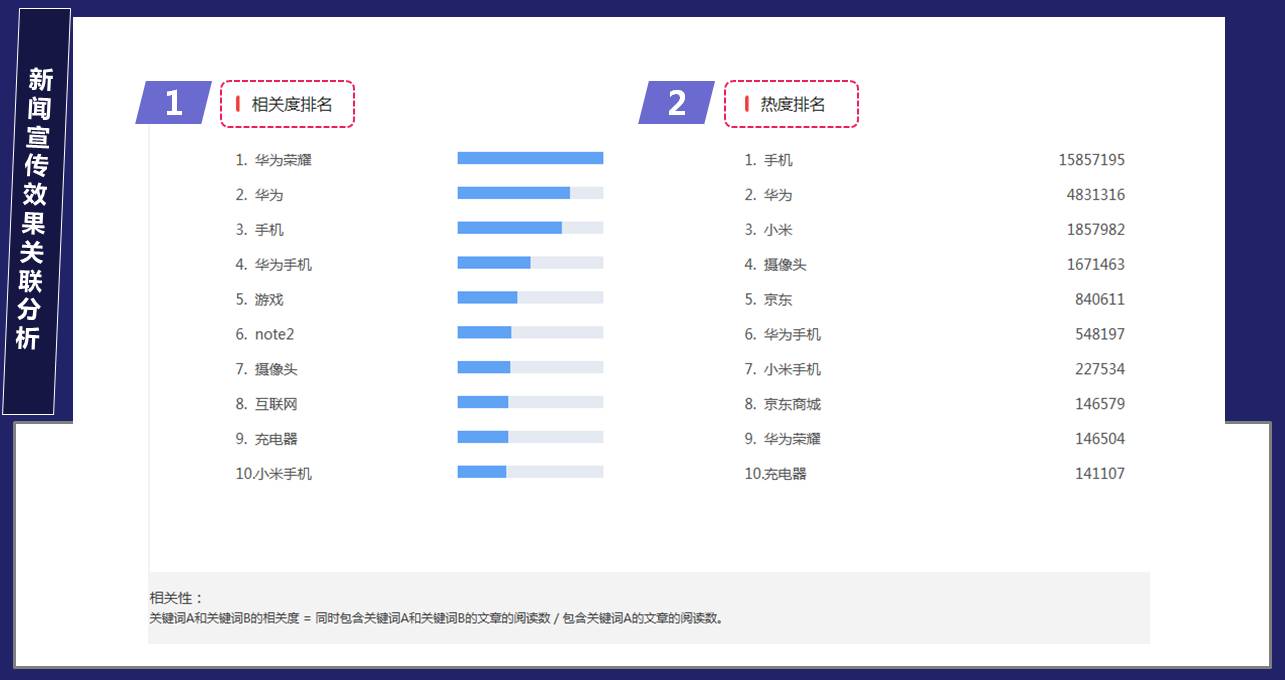 新闻宣传效果关联分析
1 相关度排名
1. 华为荣耀
2. 华为
3. 手机
4. 华为手机
5. 游戏
6. note2
7. 摄像头
8. 互联网
9. 充电器
10.小米手机
2 热度排名
1. 手机 15857195
2. 华为 4831316
3. 小米 1857982
4. 摄像头 1671463
5. 京东 840611
6. 华为手机 548197
7. 小米手机 227534
8. 京东商城 146579
9. 华为荣耀 146504
10.充电器 141107
相关性：
关键词A和关键词B的相关度 = 同时包含关键词A和关键词B的文章的阅读数 / 包含关键词A的文章的阅读数。